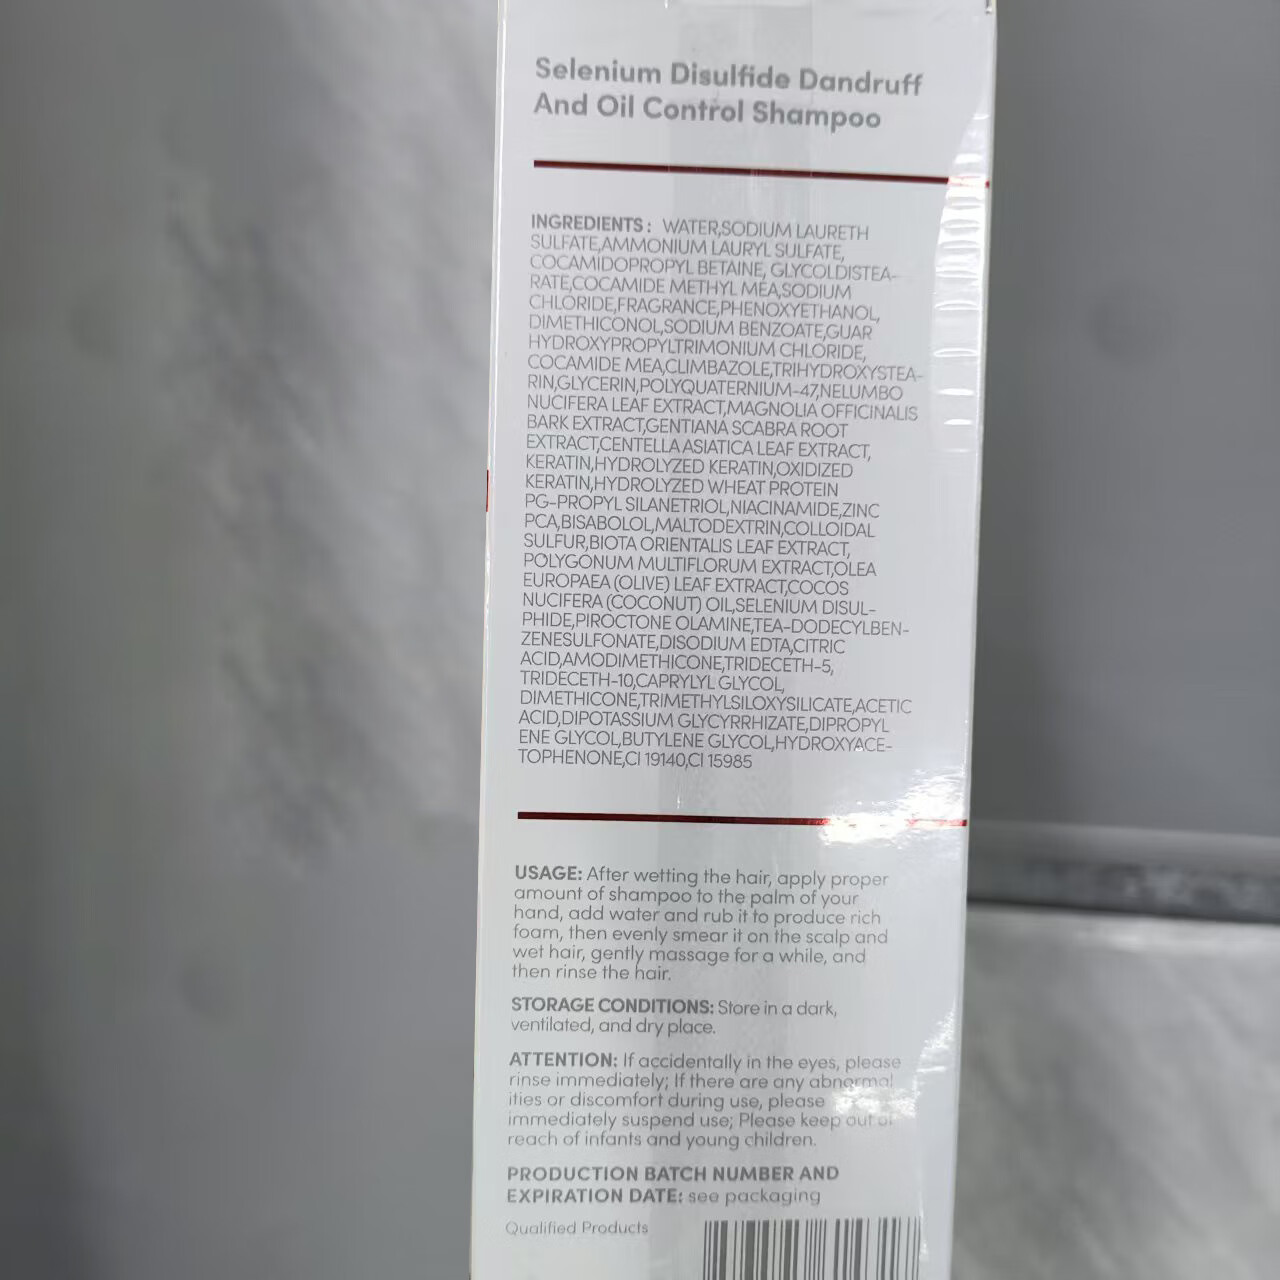 Selenium Disulfide Dandruff
And Oil Control Shampoo
INGREDIENTS : WATER,SODIUM LAURETH
SULFATE,AMMONIUM LAURYL SULFATE,
COCAMIDOPROPYL BETAINE, GLYCOLDISTEA-
RATE,COCAMIDE METHYL MEA,SODIUM
CHLORIDE,FRAGRANCE,PHENOXYETHANOL,
DIMETHICONOL,SODIUM BENZOATE,GUAR
HYDROXYPROPYLTRIMONIUM CHLORIDE,
COCAMIDE MEA,CLIMBAZOLE,TRIHYDROXYSTEA-
RIN,GLYCERIN,POLYQUATERNIUM-47,NELUMBO
NUCIFERA LEAF EXTRACT,MAGNOLIA OFFICINALIS
BARK EXTRACT,GENTIANA SCABRA ROOT
EXTRACT,CENTELLA ASIATICA LEAF EXTRACT,
KERATIN,HYDROLYZED KERATIN,OXIDIZED
KERATIN,HYDROLYZED WHEAT PROTEIN
PG-PROPYL SILANETRIOL,NIACINAMIDE,ZINC
PCA,BISABOLOL,MALTODEXTRIN,COLLOIDAL
SULFUR,BIOTA ORIENTALIS LEAF EXTRACT,
POLYGONUM MULTIFLORUM EXTRACT,OLEA
EUROPAEA (OLIVE) LEAF EXTRACT,COCOS
NUCIFERA (COCONUT) OIL,SELENIUM DISUL-
PHIDE,PIROCTONE OLAMINE,TEA-DODECYLBEN-
ZENESULFONATE,DISODIUM EDTA,CITRIC
ACID,AMODIMETHICONE,TRIDECETH-5,
TRIDECETH-10,CAPRYLYL GLYCOL,
DIMETHICONE,TRIMETHYLSILOXYSILICATE,ACETIC
ACID,DIPOTASSIUM GLYCYRRHIZATE,DIPROPYL
ENE GLYCOL,BUTYLENE GLYCOL,HYDROXYACE-
TOPHENONE,CI 19140,CI 15985
USAGE: After wetting the hair, apply proper
amount of shampoo to the palm of your
hand, add water and rub it to produce rich
foam, then evenly smear it on the scalp and
wet hair, gently massage for a while, and
then rinse the hair.
STORAGE CONDITIONS: Store in a dark,
ventilated, and dry place.
ATTENTION: If accidentally in the eyes, please
rinse immediately; If there are any abnormal
ities or discomfort during use, please
immediately suspend use; Please keep out of
reach of infants and young children.
PRODUCTION BATCH NUMBER AND
EXPIRATION DATE: see packaging
Qualified Products